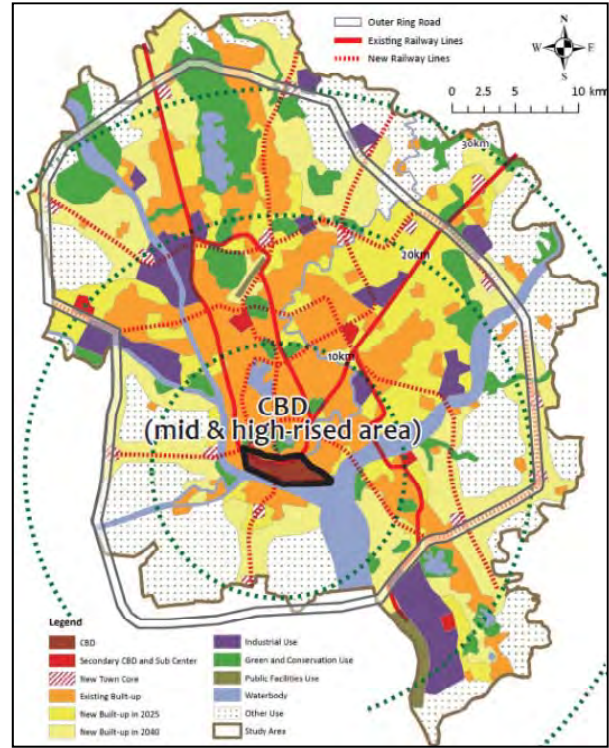 Outer Ring Road
Existing Railway Lines
New Railway Lines
N
W E
S
0 2.5 5 10 km
30km
20km
10km
CBD
(mid & high-rised area)
Legend
CBD
Secondary CBD and Sub Center
New Town Core
Existing Built-up
New Built-up in 2025
New Built-up in 2040
Industrial Use
Green and Conservation Use
Public Facilities Use
Waterbody
Other Use
Study Area